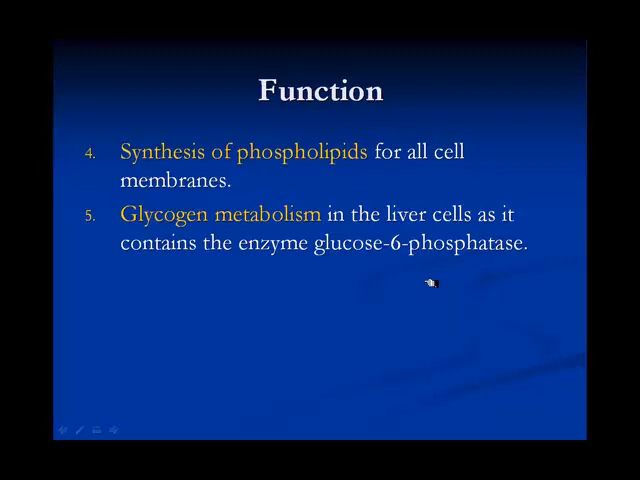 Function
4. Synthesis of phospholipids for all cell
membranes.
5. Glycogen metabolism in the liver cells as it
contains the enzyme glucose-6-phosphatase.